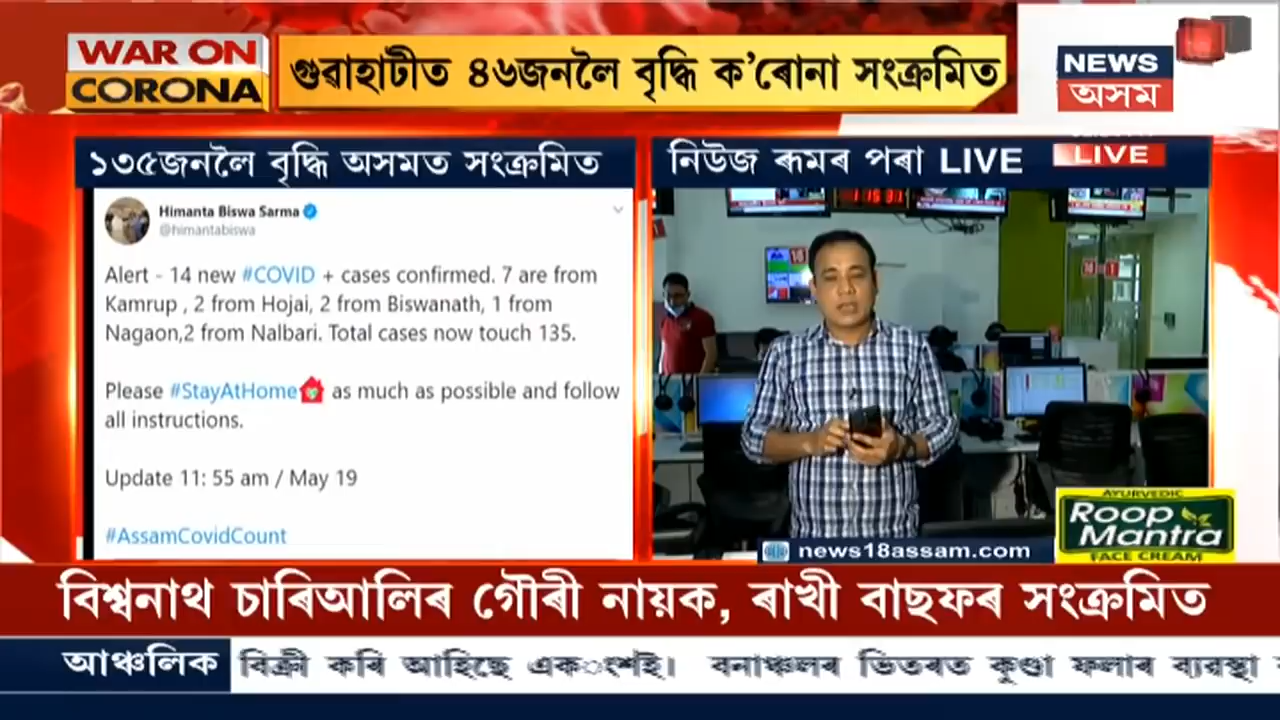 WAR ON
CORONA
গুৱাহাটীত ৪৬জনলৈ বৃদ্ধি ক'ৰোনা সংক্ৰমিত
NEWS
অসম
LIVE
১৩৫জনলৈ বৃদ্ধি অসমত সংক্ৰমিত
নিউজ ৰূমৰ পৰা LIVE
Himanta Biswa Sarma
@himantabiswa
Alert - 14 new #COVID + cases confirmed. 7 are from
Kamrup , 2 from Hojai, 2 from Biswanath, 1 from
Nagaon,2 from Nalbari. Total cases now touch 135.
Please #StayAtHome as much as possible and follow
all instructions.
Update 11: 55 am / May 19
#AssamCovidCount
news18assam.com
AYURVEDIC
Roop
Mantra
FACE CREAM
বিশ্বনাথ চাৰিআলিৰ গৌৰী নায়ক, ৰাখী বাছফৰ সংক্ৰমিত
আঞ্চলিক
বিক্ৰী কৰি আহিছে একাংশই। বনাঞ্চলৰ ভিতৰত কুণ্ডা ফলাৰ ব্যৱস্থা